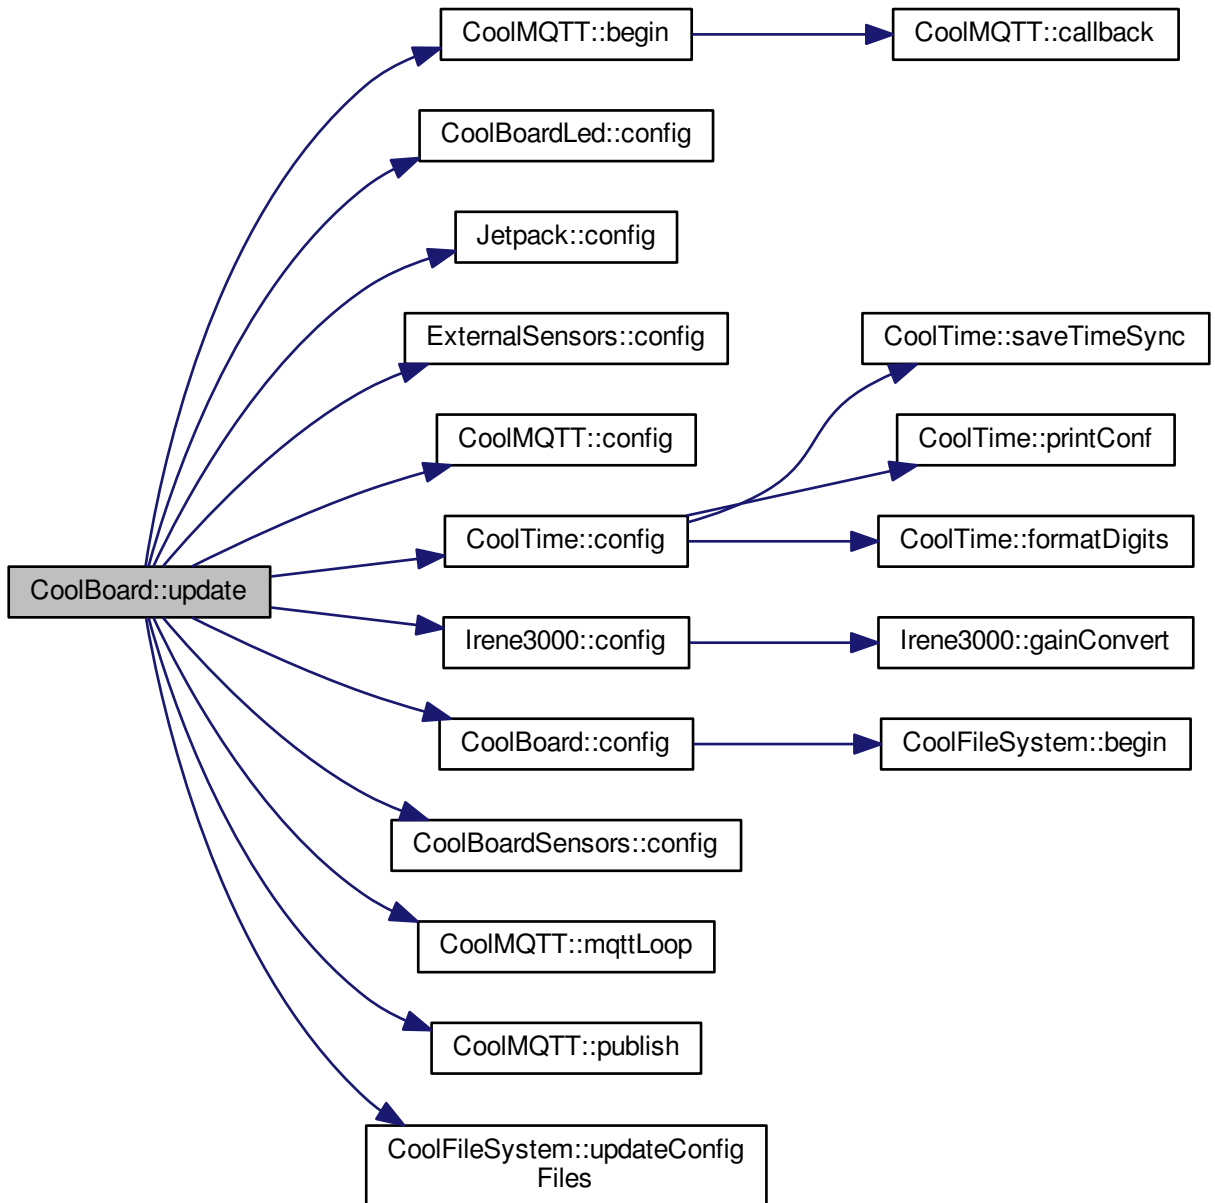 CoolMQTT::begin
CoolMQTT::callback
CoolBoardLed::config
Jetpack::config
ExternalSensors::config
CoolTime::saveTimeSync
CoolMQTT::config
CoolTime::printConf
CoolTime::config
CoolTime::formatDigits
CoolBoard::update
Irene3000::config
Irene3000::gainConvert
CoolBoard::config
CoolFileSystem::begin
CoolBoardSensors::config
CoolMQTT::mqttLoop
CoolMQTT::publish
CoolFileSystem::updateConfig
Files